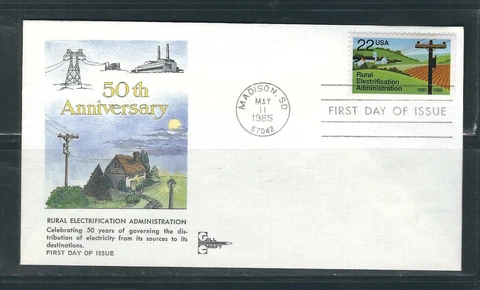 50th
Anniversary
RURAL ELECTRIFICATION ADMINISTRATION
Celebrating 50 years of governing the dis-
tribution of electricity from its sources to its
destinations.
FIRST DAY OF ISSUE
GILL
CRAFT
MADISON, SD
MAY
11
1985
57042
22 USA
Rural
Electrification
Administration
1935 1985
FIRST DAY OF ISSUE